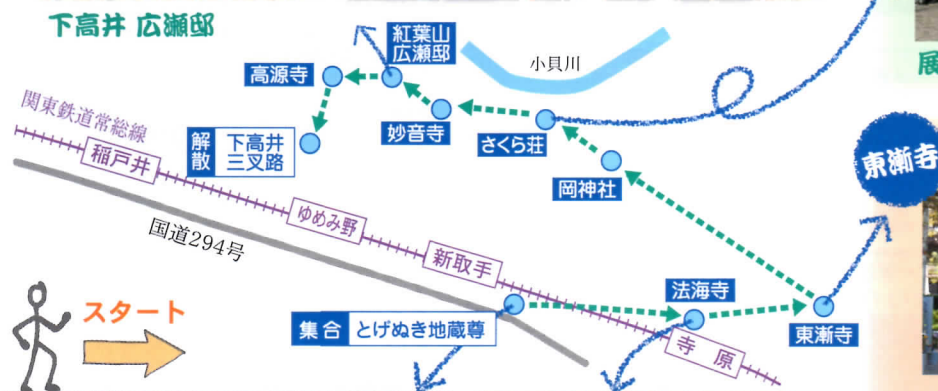 下高井 広瀬邸
紅葉山
広瀬邸
小貝川
高源寺
展
関東鉄道常総線
妙音寺
さくら荘
解散
下高井
三叉路
稲戸井
岡神社
東漸寺
ゆめみ野
国道294号
新取手
スタート
法海寺
集合
とげぬき地蔵尊
寺原
東漸寺